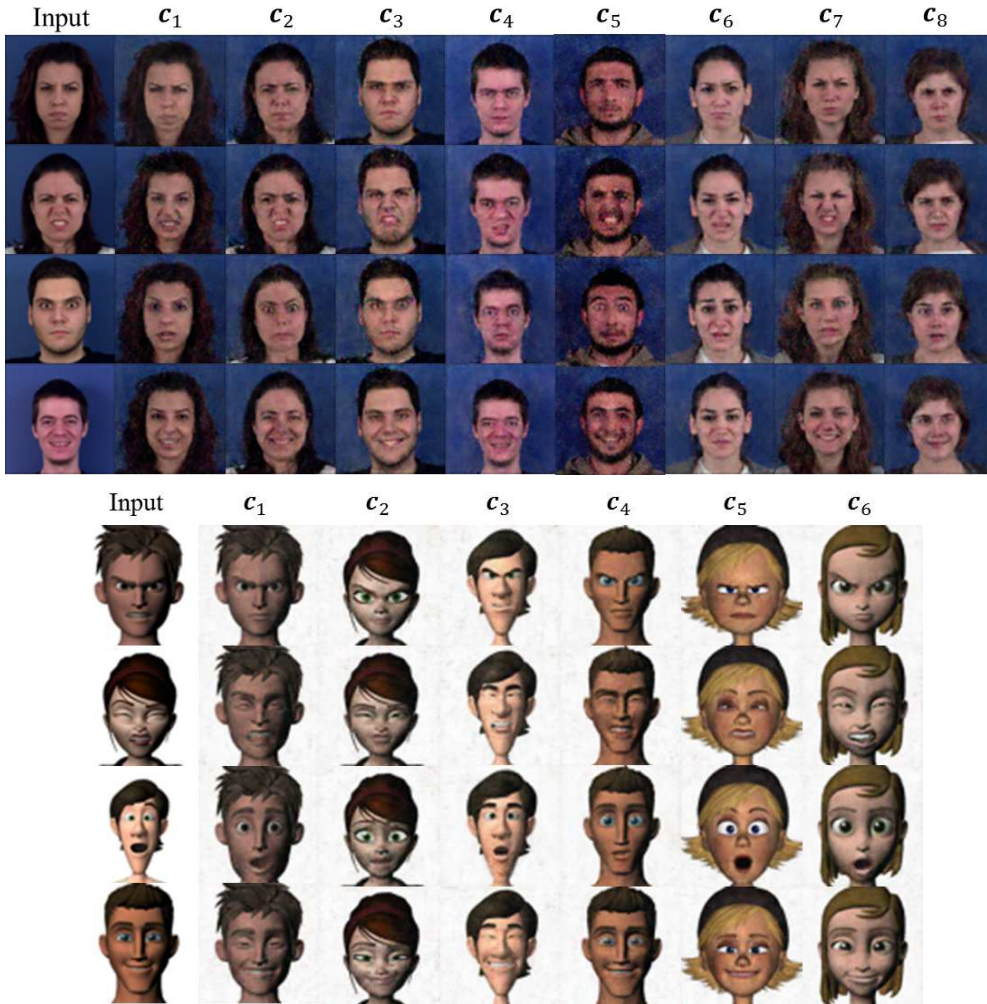 Input c₁ c₂ c₃ c₄ c₅ c₆ c₇ c₈
Input c₁ c₂ c₃ c₄ c₅ c₆